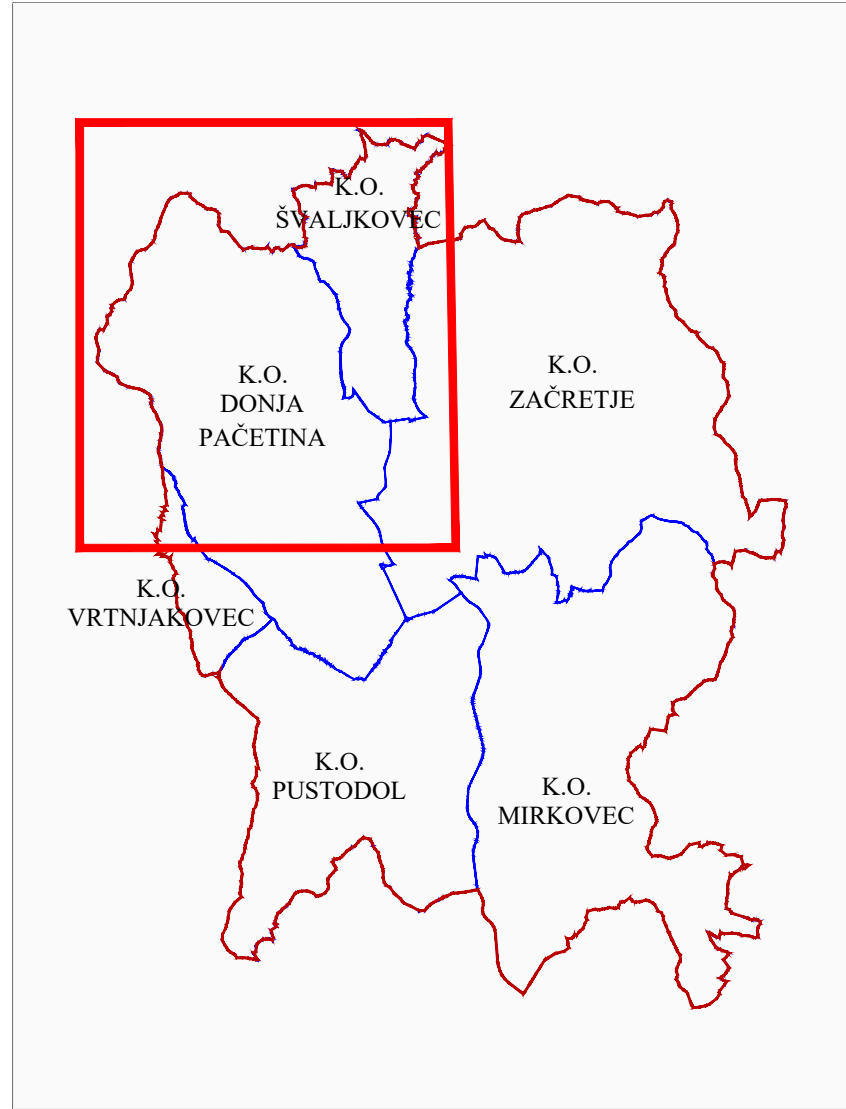 K.O.
ŠVALJKOVEC
K.O.
DONJA
PAČETINA
K.O.
ZAČRETJE
K.O.
VRTNJAKOVEC
K.O.
PUSTODOL
K.O.
MIRKOVEC